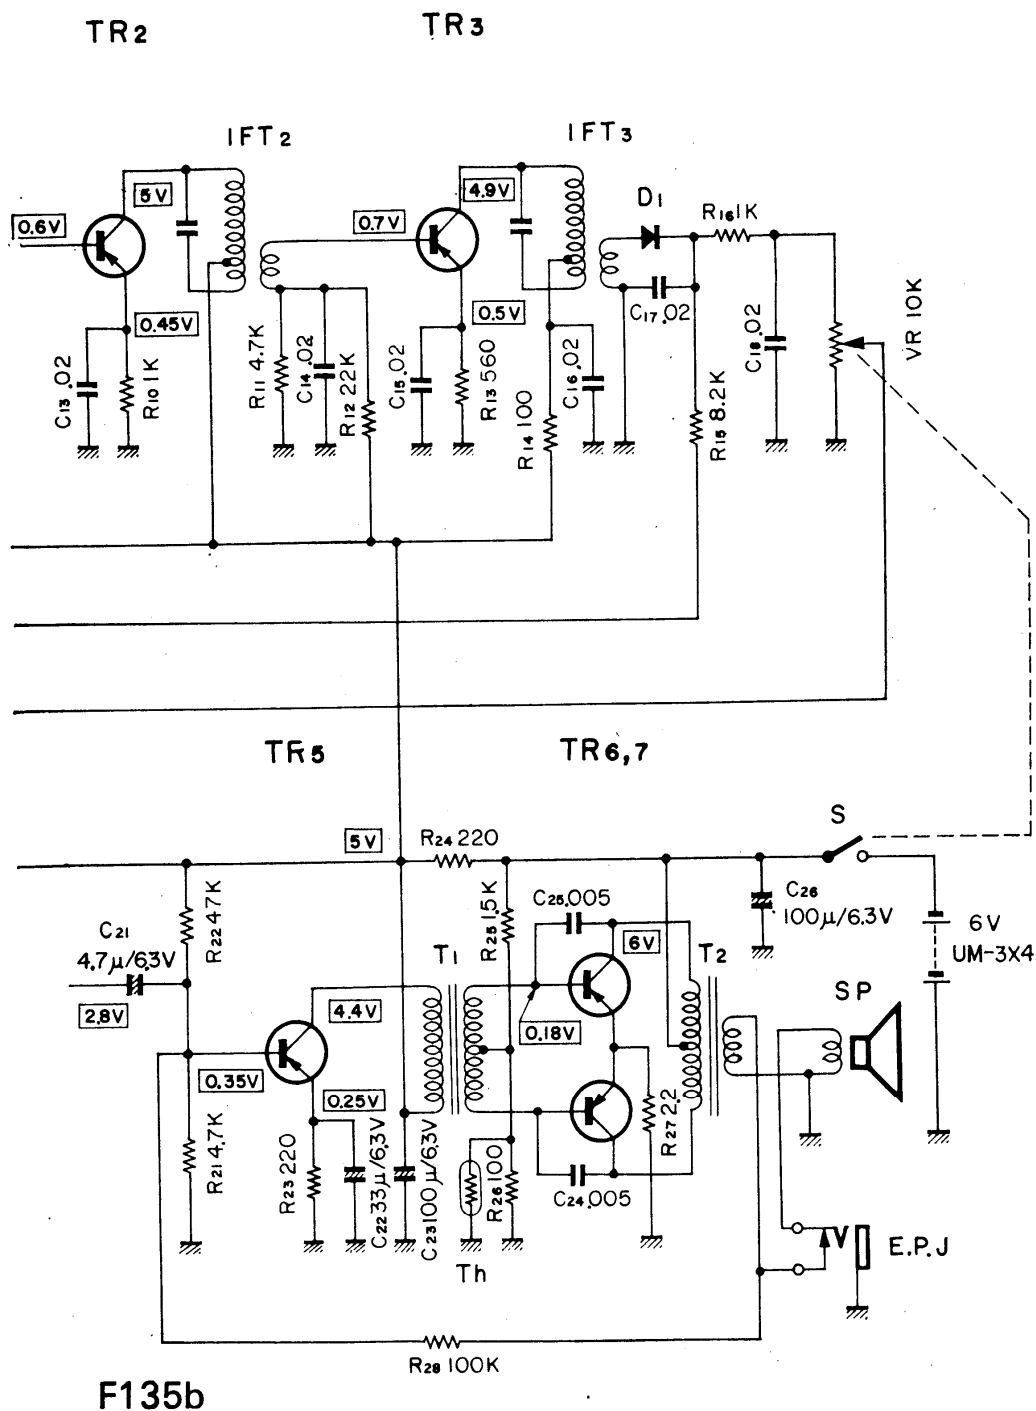 TR2
TR3
IFT2
IFT3
5V
4.9V
0.6V
0.7V
D1
R16 1K
C17 .02
0.45V
0.5V
C13 .02
R10 1K
R11 4.7K
C14 .02
R12 22K
C15 .02
R13 560
R14 100
C16 .02
R15 8.2K
C18 .02
VR 10K
TR5
TR6,7
S
5V
R24 220
C26
100μ/6.3V
6V
UM-3X4
R22 47K
C21
4.7μ/6.3V
2.8V
R25 1.5K
C25 .005
6V
T1
T2
SP
4.4V
0.18V
0.35V
0.25V
R21 4.7K
R23 220
C22 33μ/6.3V
C23 100μ/6.3V
R26 100
C24 .005
R27 2.2
Th
E.P.J
R28 100K
F135b